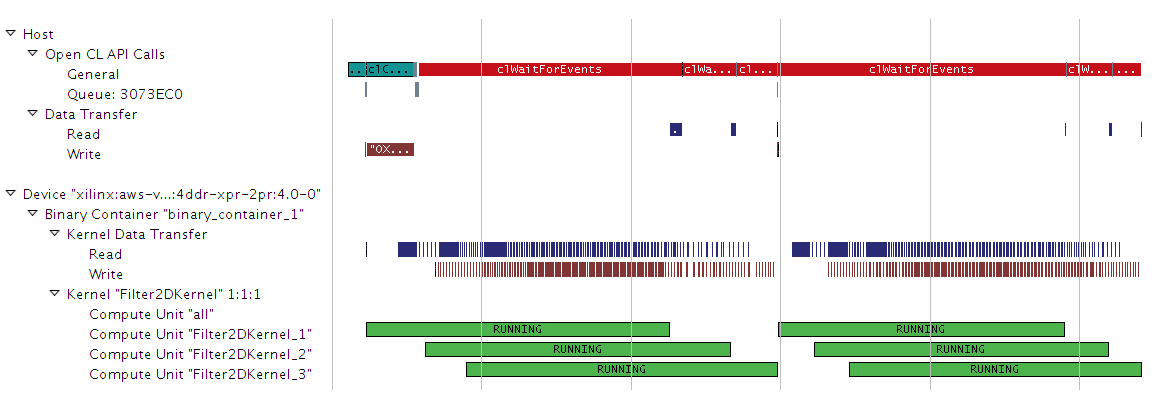 Host
Open CL API Calls
General
.. clC... clWaitForEvents clWa... cl... clWaitForEvents clW... ...
Queue: 3073EC0
Data Transfer
Read
.
Write
"OX...
Device "xilinx:aws-v...:4ddr-xpr-2pr:4.0-0"
Binary Container "binary_container_1"
Kernel Data Transfer
Read
Write
Kernel "Filter2DKernel" 1:1:1
Compute Unit "all"
Compute Unit "Filter2DKernel_1" RUNNING RUNNING
Compute Unit "Filter2DKernel_2" RUNNING RUNNING
Compute Unit "Filter2DKernel_3" RUNNING RUNNING